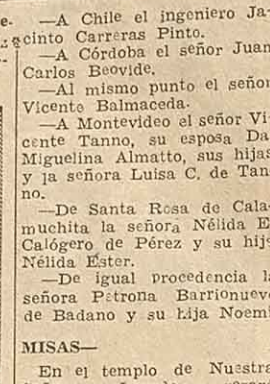 —A Chile el ingeniero Ja-
cinto Carreras Pinto.
—A Córdoba el señor Juan
Carlos Beovide.
—Al mismo punto el señor
Vicente Balmaceda.
—A Montevideo el señor Vi-
cente Tanno, su esposa Da.
Miguelina Almatto, sus hijas
y la señora Luisa C. de Tan-
no.
—De Santa Rosa de Cala-
muchita la señora Nélida E.
Calógero de Pérez y su hija
Nélida Ester.
—De igual procedencia la
señora Petrona Barrionuevo
de Badano y su hija Noemí
MISAS—
En el templo de Nuestra